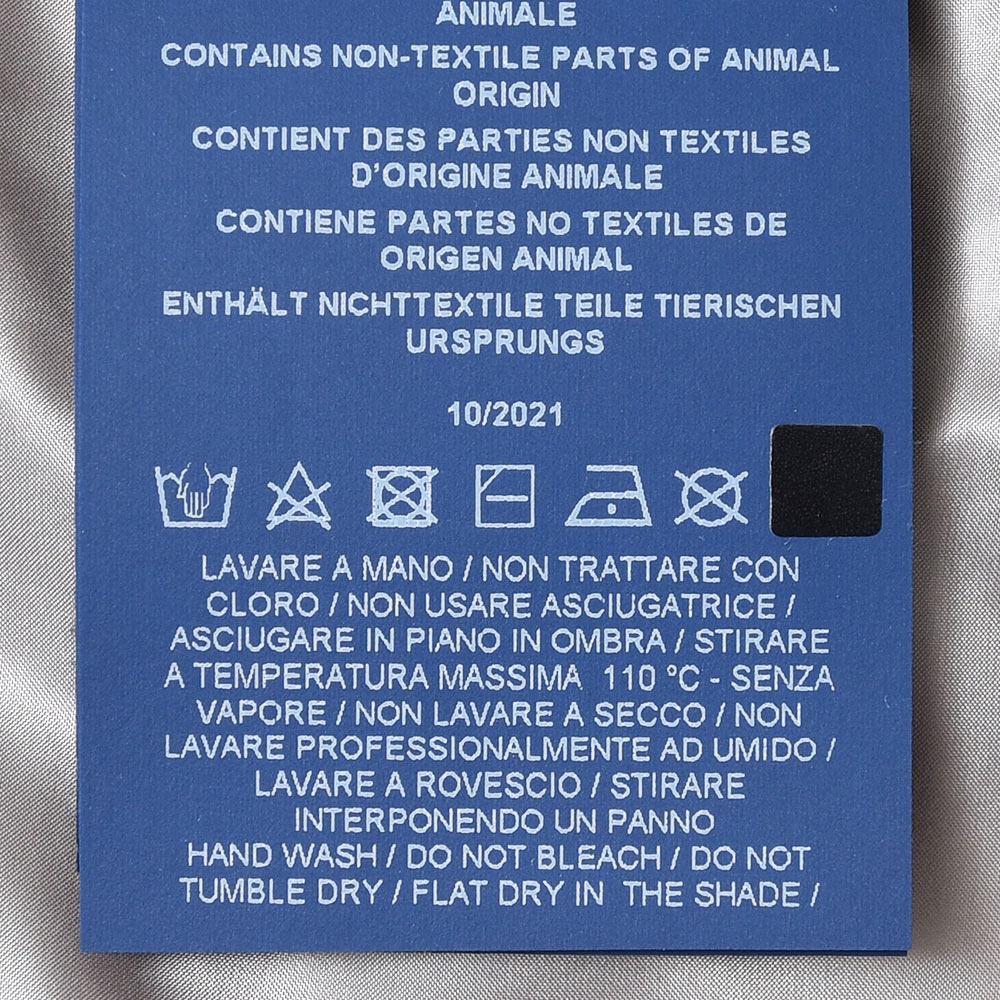 ANIMALE
CONTAINS NON-TEXTILE PARTS OF ANIMAL
ORIGIN
CONTIENT DES PARTIES NON TEXTILES
D'ORIGINE ANIMALE
CONTIENE PARTES NO TEXTILES DE
ORIGEN ANIMAL
ENTHÄLT NICHTTEXTILE TEILE TIERISCHEN
URSPRUNGS
10/2021
LAVARE A MANO / NON TRATTARE CON
CLORO / NON USARE ASCIUGATRICE /
ASCIUGARE IN PIANO IN OMBRA / STIRARE
A TEMPERATURA MASSIMA 110 °C - SENZA
VAPORE / NON LAVARE A SECCO / NON
LAVARE PROFESSIONALMENTE AD UMIDO /
LAVARE A ROVESCIO / STIRARE
INTERPONENDO UN PANNO
HAND WASH / DO NOT BLEACH / DO NOT
TUMBLE DRY / FLAT DRY IN THE SHADE /